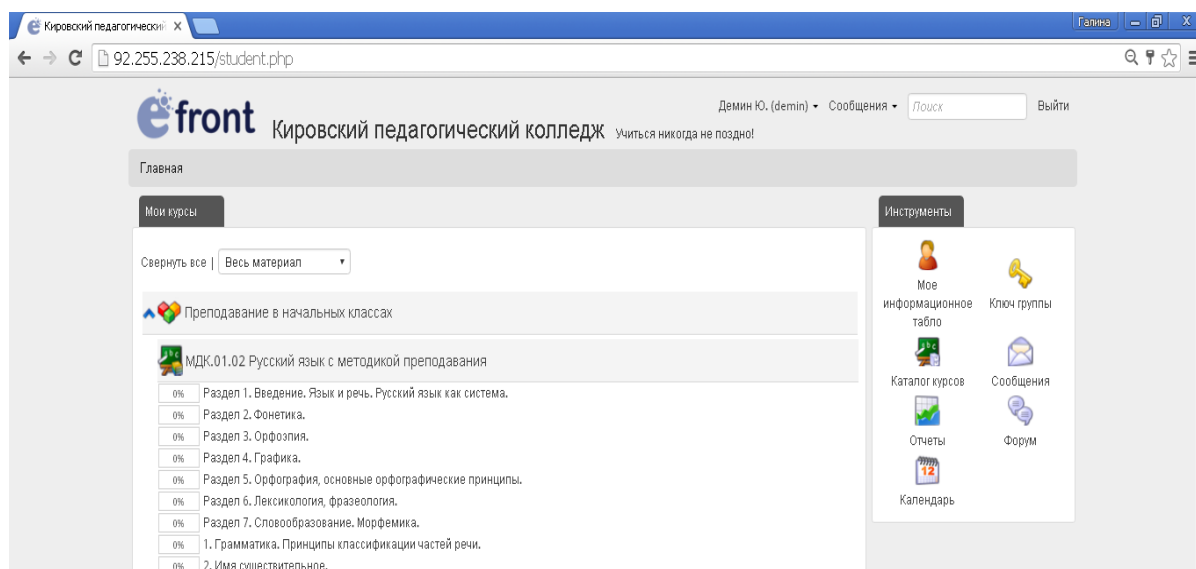 Кировский педагогический
Галина
92.255.238.215/student.php
efront Кировский педагогический колледж Учиться никогда не поздно!
Демин Ю. (demin) Сообщения Поиск Выйти
Главная
Мои курсы
Свернуть все | Весь материал
Преподавание в начальных классах
МДК.01.02 Русский язык с методикой преподавания
0% Раздел 1. Введение. Язык и речь. Русский язык как система.
0% Раздел 2. Фонетика.
0% Раздел 3. Орфоэпия.
0% Раздел 4. Графика.
0% Раздел 5. Орфография, основные орфографические принципы.
0% Раздел 6. Лексикология, фразеология.
0% Раздел 7. Словообразование. Морфемика.
0% 1. Грамматика. Принципы классификации частей речи.
0% 2. Имя существительное.
Инструменты
Мое
информационное
табло
Ключ группы
abc
Каталог курсов
Сообщения
Отчеты
Форум
12
Календарь